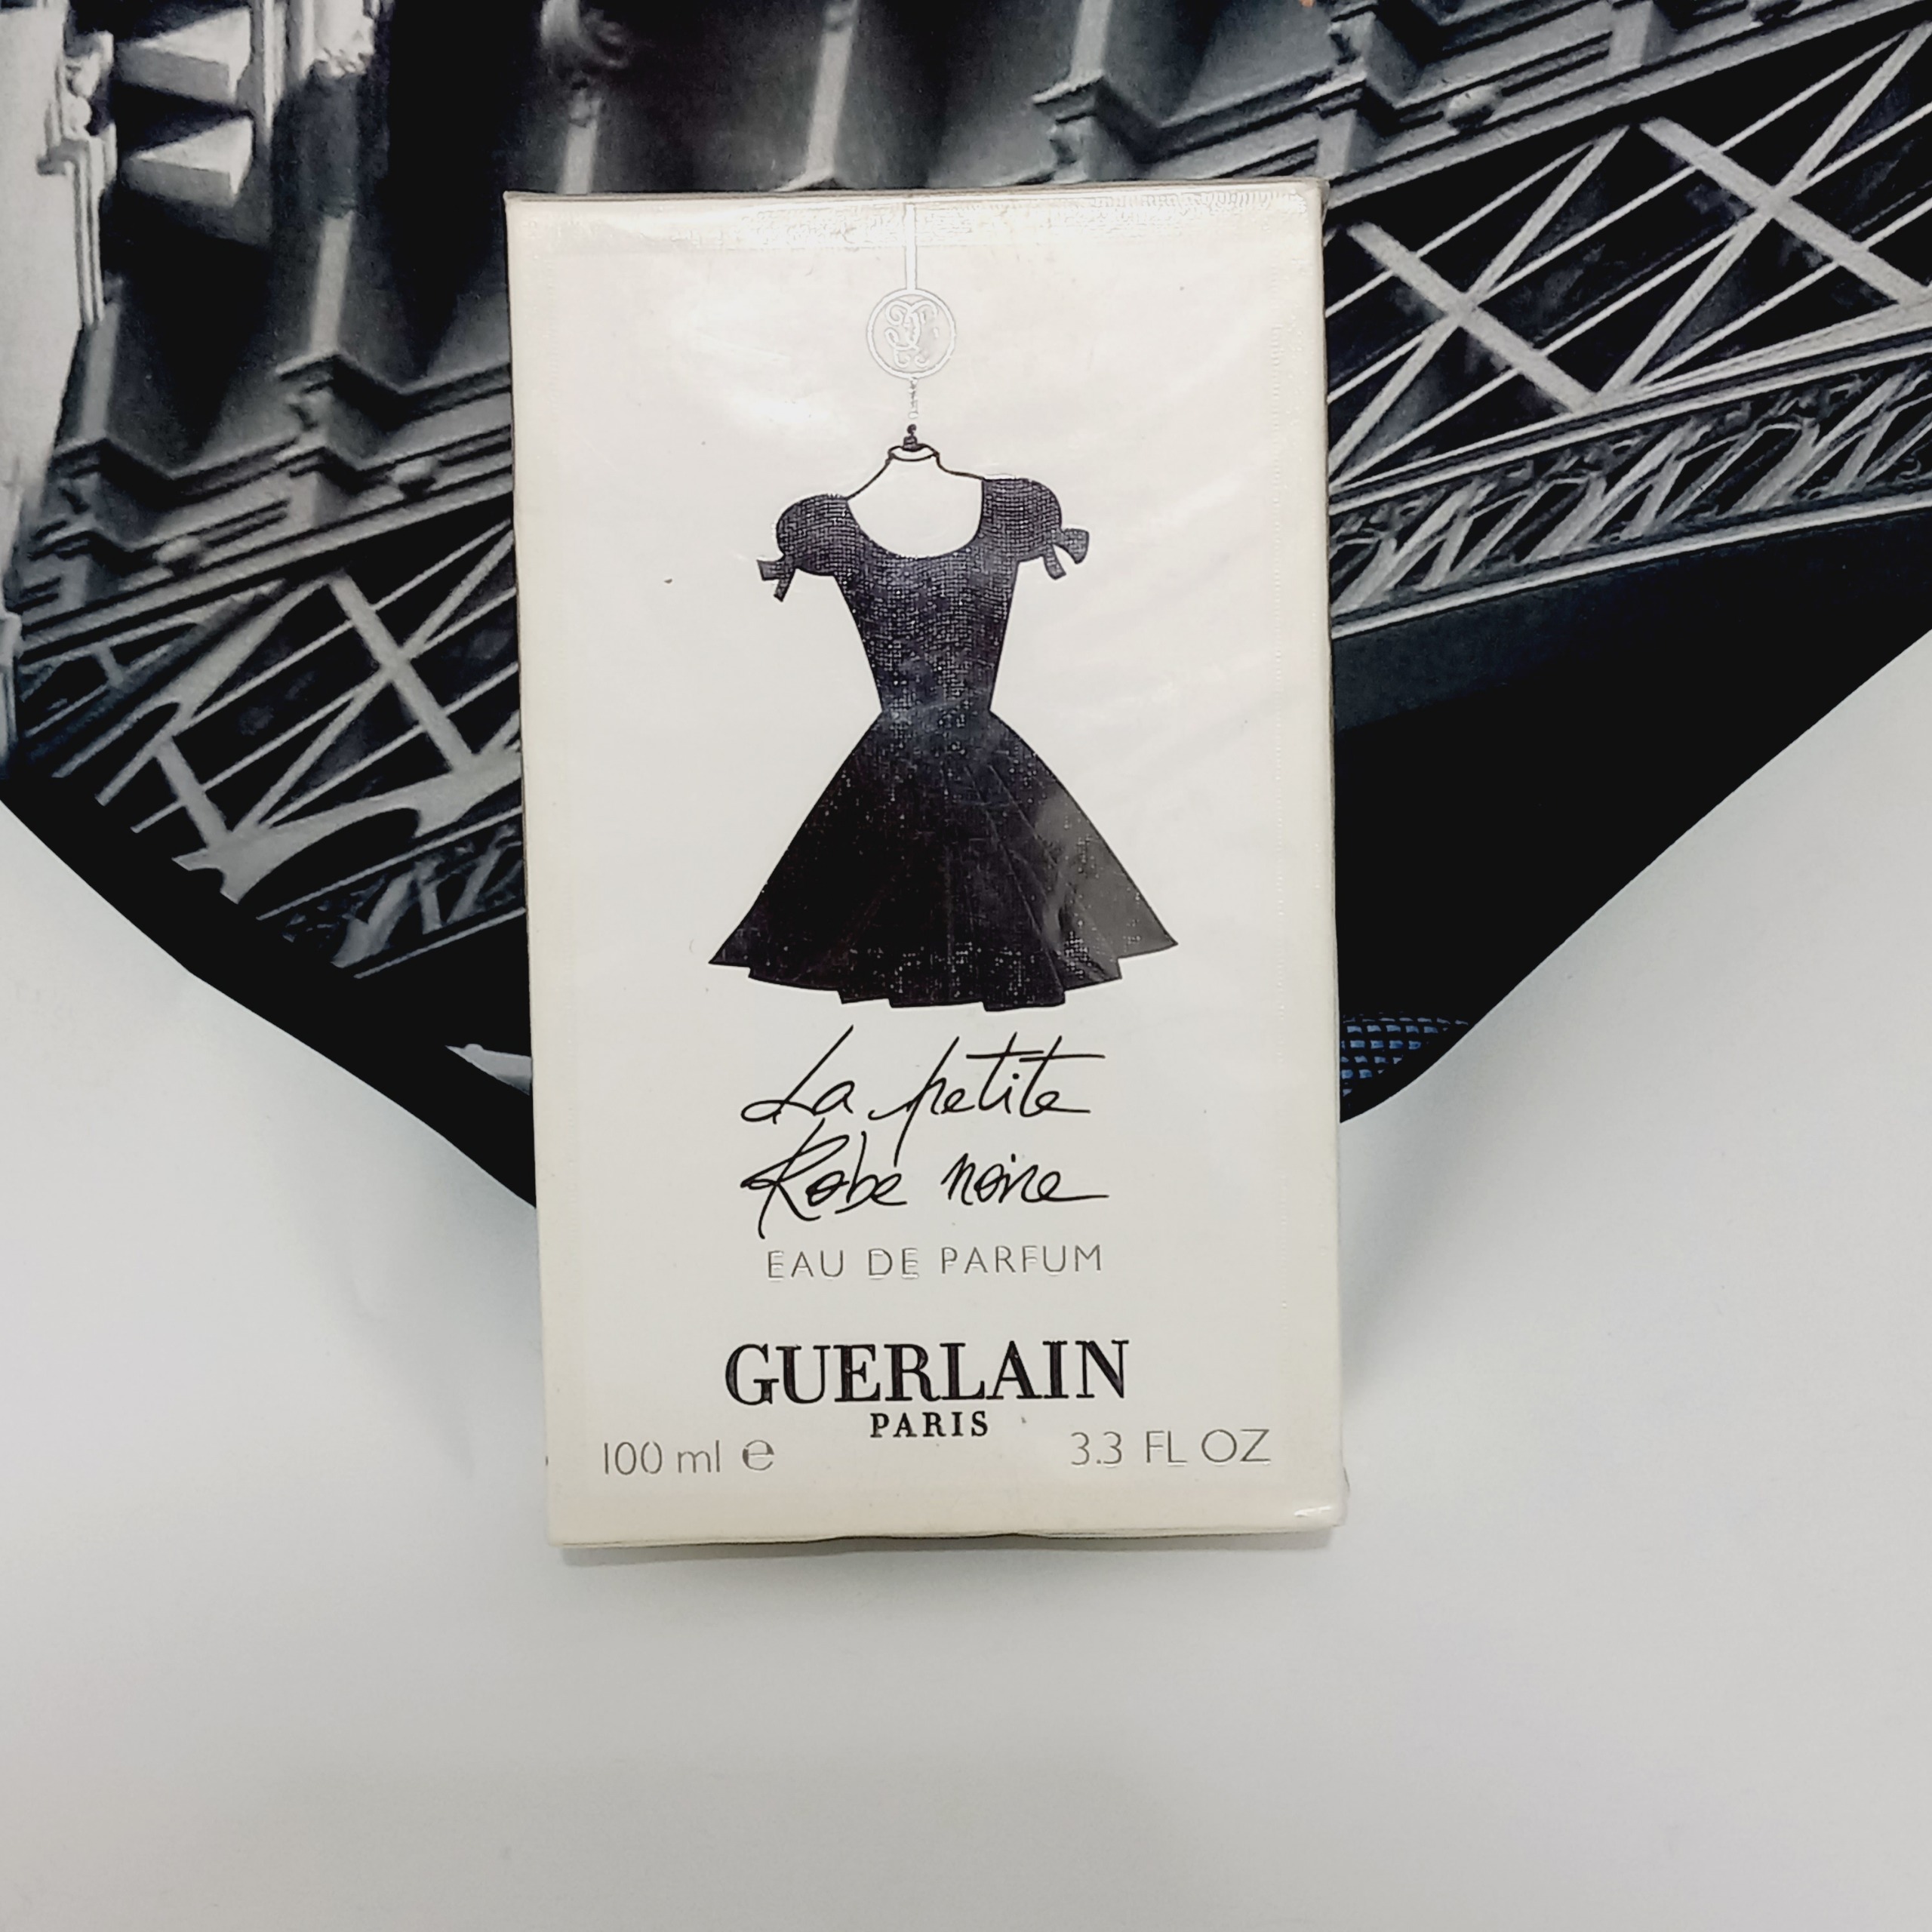 La petite
Robe noire
EAU DE PARFUM
GUERLAIN
PARIS
100 ml e 3.3 FL OZ